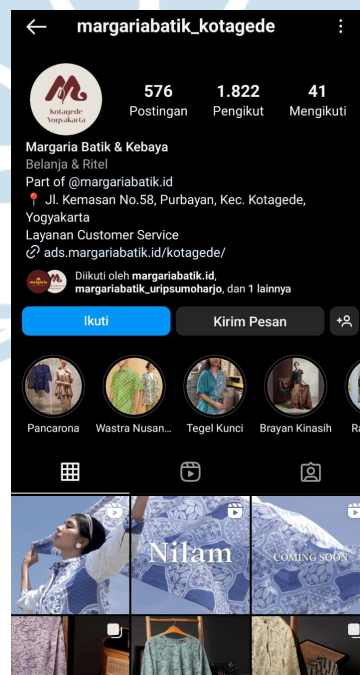 margariabatik_kotagede
Kotagede
Yogyakarta
576
1.822
41
Postingan
Pengikut
Mengikuti
Margaria Batik & Kebaya
Belanja & Ritel
Part of @margariabatik.id
📍 Jl. Kemasan No.58, Purbayan, Kec. Kotagede,
Yogyakarta
Layanan Customer Service
ads.margariabatik.id/kotagede/
Diikuti oleh margariabatik.id,
margariabatik_uripsumoharjo, dan 1 lainnya
Ikuti
Kirim Pesan
Pancarona
Wastra Nusan...
Tegel Kunci
Brayan Kinasih
Nilam
COMING SOON